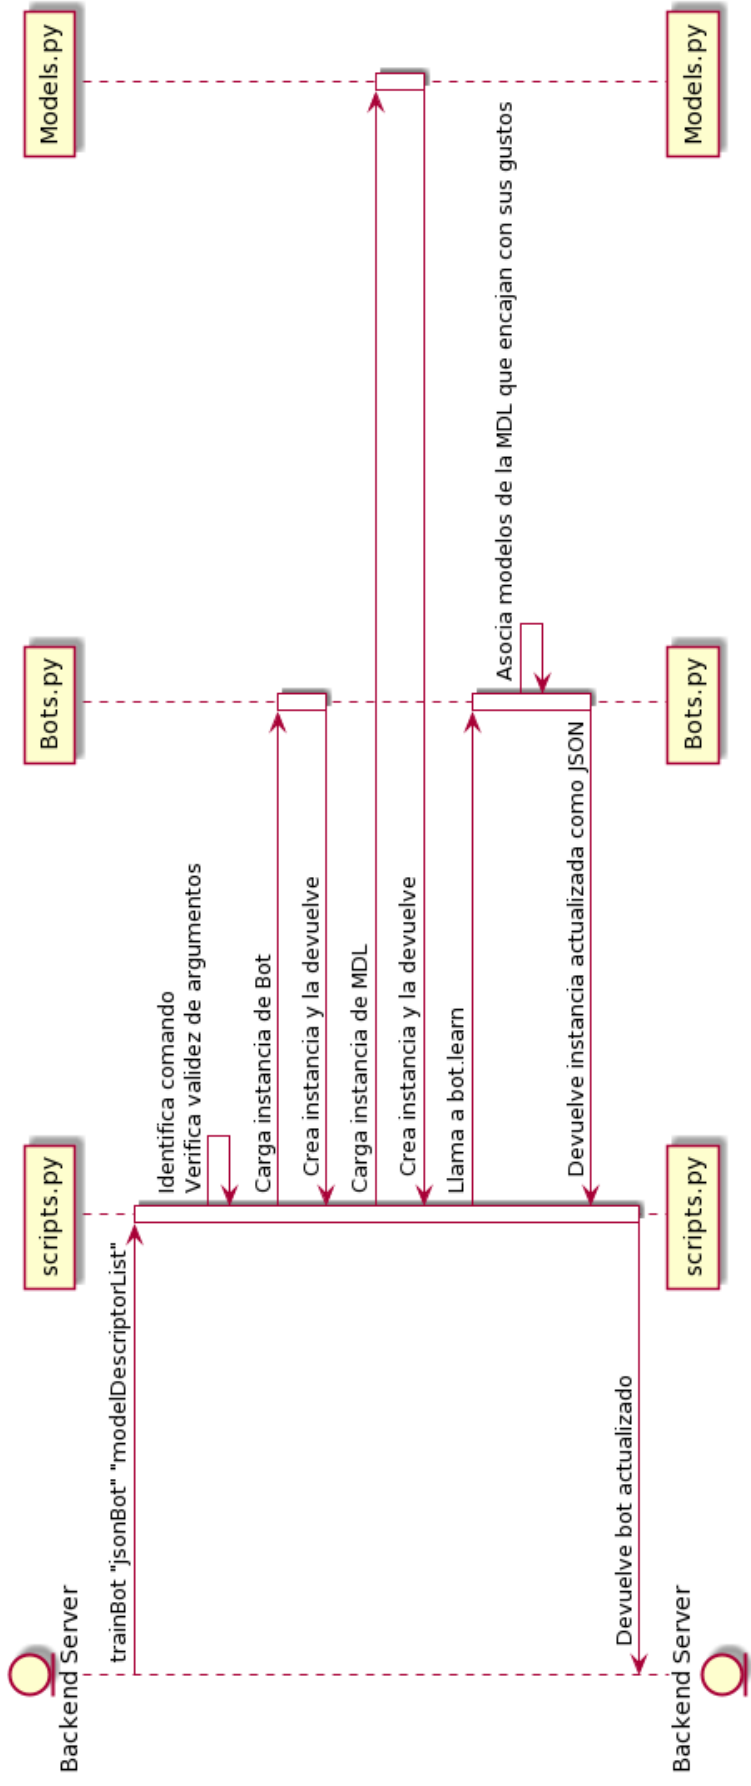 Backend Server
scripts.py
Bots.py
Models.py
trainBot "jsonBot" "modelDescriptorList"
Identifica comando
Verifica validez de argumentos
Carga instancia de Bot
Crea instancia y la devuelve
Carga instancia de MDL
Crea instancia y la devuelve
Llama a bot.learn
Asocia modelos de la MDL que encajan con sus gustos
Devuelve instancia actualizada como JSON
Devuelve bot actualizado
Backend Server
scripts.py
Bots.py
Models.py